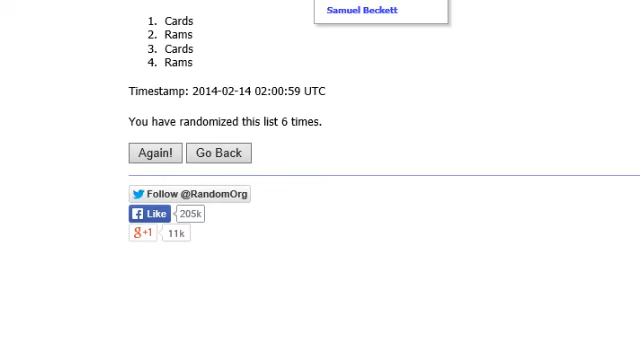 Samuel Beckett
1. Cards
2. Rams
3. Cards
4. Rams
Timestamp: 2014-02-14 02:00:59 UTC
You have randomized this list 6 times.
Again! Go Back
Follow @RandomOrg
Like 205k
g+1 11k